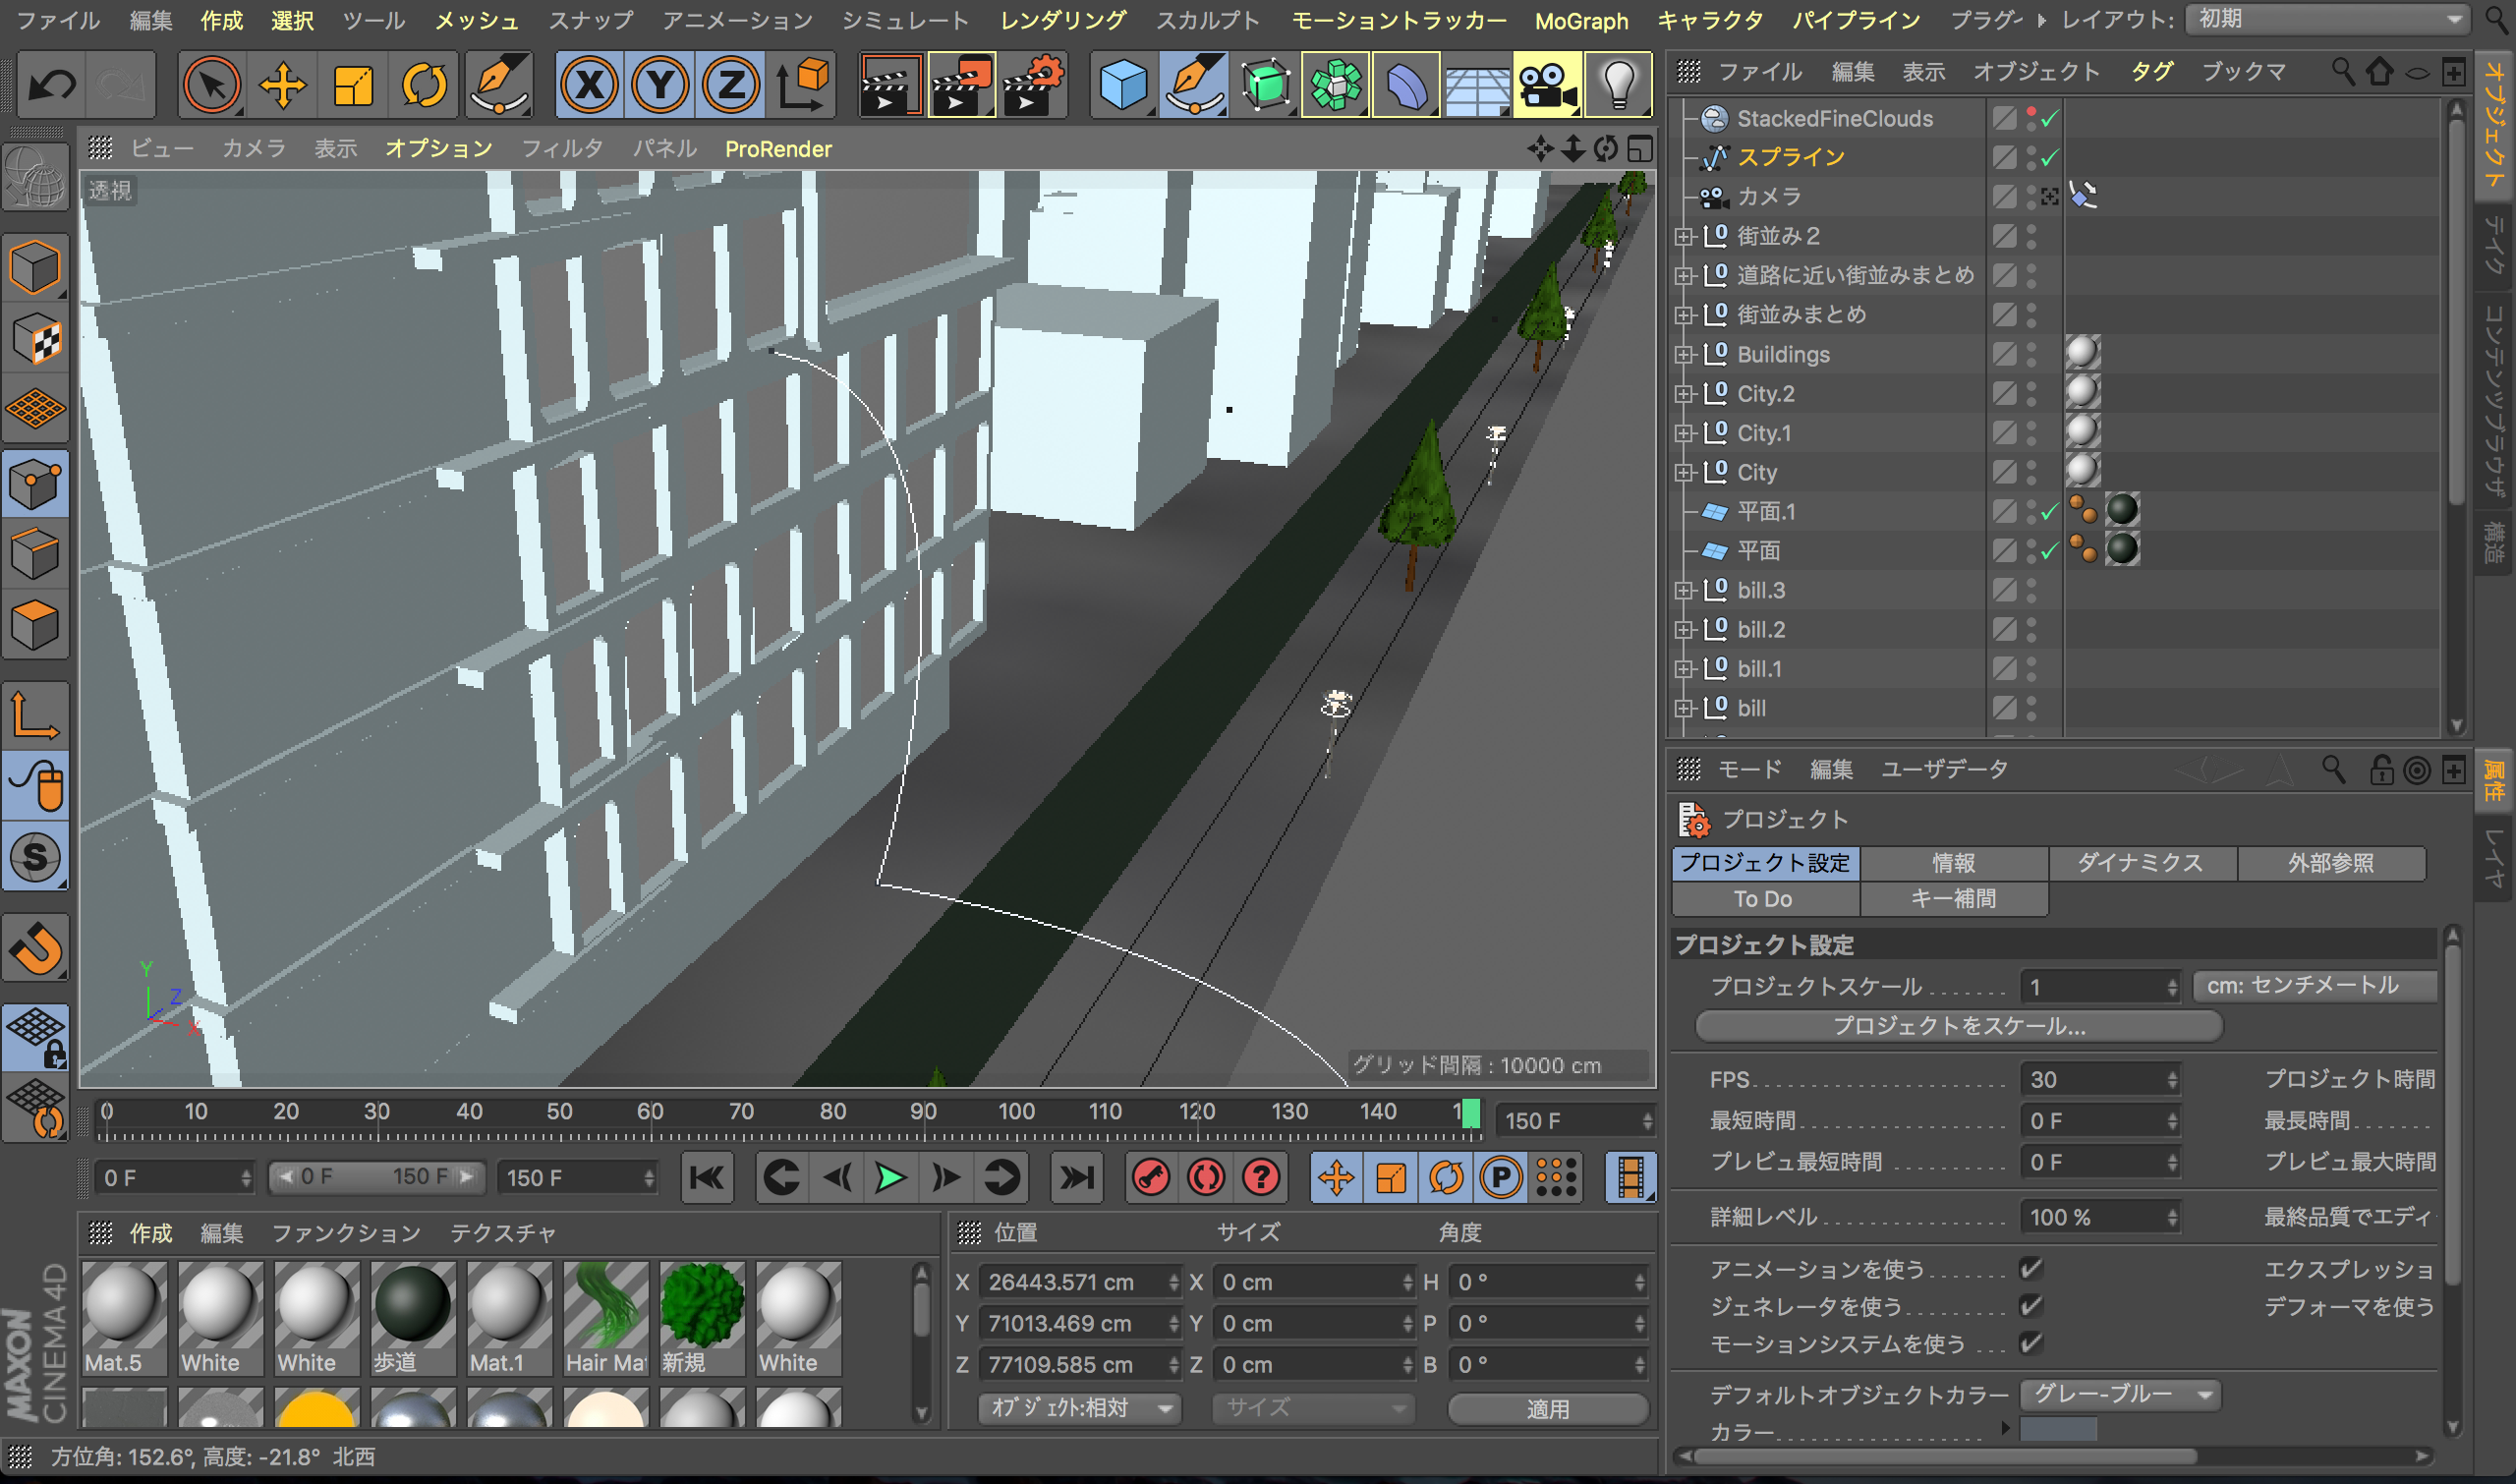 ファイル 編集 作成 選択 ツール メッシュ スナップ アニメーション シミュレート レンダリング スカルプト モーショントラッカー MoGraph キャラクタ パイプライン プラグ レイアウト: 初期
ファイル 編集 表示 オブジェクト タグ ブックマ
ビュー カメラ 表示 オプション フィルタ パネル ProRender
透視
グリッド間隔 : 10000 cm
StackedFineClouds
スプライン
カメラ
街並み２
道路に近い街並みまとめ
街並みまとめ
Buildings
City.2
City.1
City
平面.1
平面
bill.3
bill.2
bill.1
bill
オブジェクト
テイク
コンテンツブラウザ
構造
属性
レイヤ
モード 編集 ユーザデータ
プロジェクト
プロジェクト設定 情報 ダイナミクス 外部参照
To Do キー補間
プロジェクト設定
プロジェクトスケール 1 cm: センチメートル
プロジェクトをスケール...
FPS 30 プロジェクト時間
最短時間 0 F 最長時間
プレビュ最短時間 0 F プレビュ最大時間
詳細レベル 100 % 最終品質でエディ
アニメーションを使う エクスプレッショ
ジェネレータを使う デフォーマを使う
モーションシステムを使う
デフォルトオブジェクトカラー グレー-ブルー
カラー
Y
Z
X
0 10 20 30 40 50 60 70 80 90 100 110 120 130 140 150 F
0 F 0 F 150 F 150 F
作成 編集 ファンクション テクスチャ
Mat.5 White White 歩道 Mat.1 Hair Mat 新規 White
位置 サイズ 角度
X 26443.571 cm X 0 cm H 0 °
Y 71013.469 cm Y 0 cm P 0 °
Z 77109.585 cm Z 0 cm B 0 °
ｵﾌﾞｼﾞｪｸﾄ:相対 サイズ 適用
MAXON
CINEMA 4D
方位角: 152.6°, 高度: -21.8° 北西